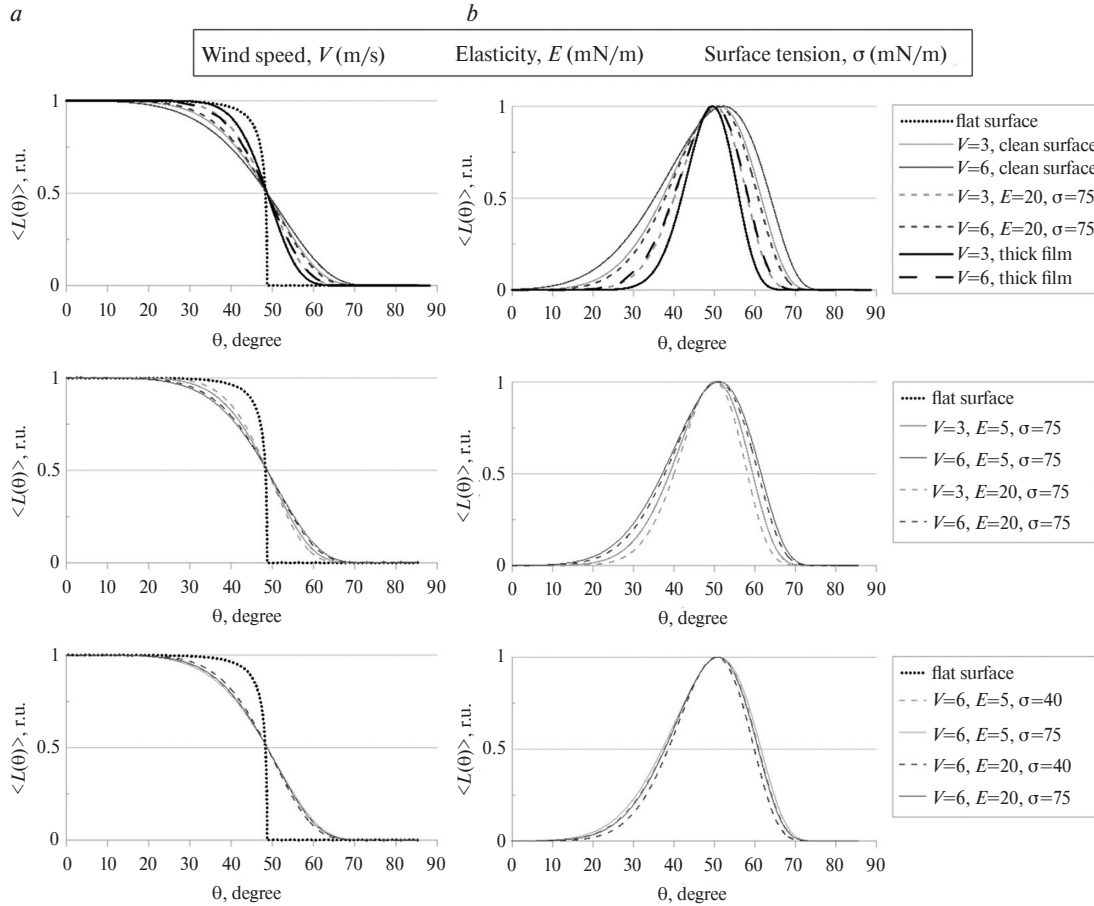 a
b
Wind speed, V (m/s) Elasticity, E (mN/m) Surface tension, σ (mN/m)
<L(θ)>, r.u.
1
0.5
0
0 10 20 30 40 50 60 70 80 90
θ, degree
<L(θ)>, r.u.
1
0.5
0
0 10 20 30 40 50 60 70 80 90
θ, degree
flat surface
V=3, clean surface
V=6, clean surface
V=3, E=20, σ=75
V=6, E=20, σ=75
V=3, thick film
V=6, thick film
<L(θ)>, r.u.
1
0.5
0
0 10 20 30 40 50 60 70 80 90
θ, degree
<L(θ)>, r.u.
1
0.5
0
0 10 20 30 40 50 60 70 80 90
θ, degree
flat surface
V=3, E=5, σ=75
V=6, E=5, σ=75
V=3, E=20, σ=75
V=6, E=20, σ=75
<L(θ)>, r.u.
1
0.5
0
0 10 20 30 40 50 60 70 80 90
θ, degree
<L(θ)>, r.u.
1
0.5
0
0 10 20 30 40 50 60 70 80 90
θ, degree
flat surface
V=6, E=5, σ=40
V=6, E=5, σ=75
V=6, E=20, σ=40
V=6, E=20, σ=75